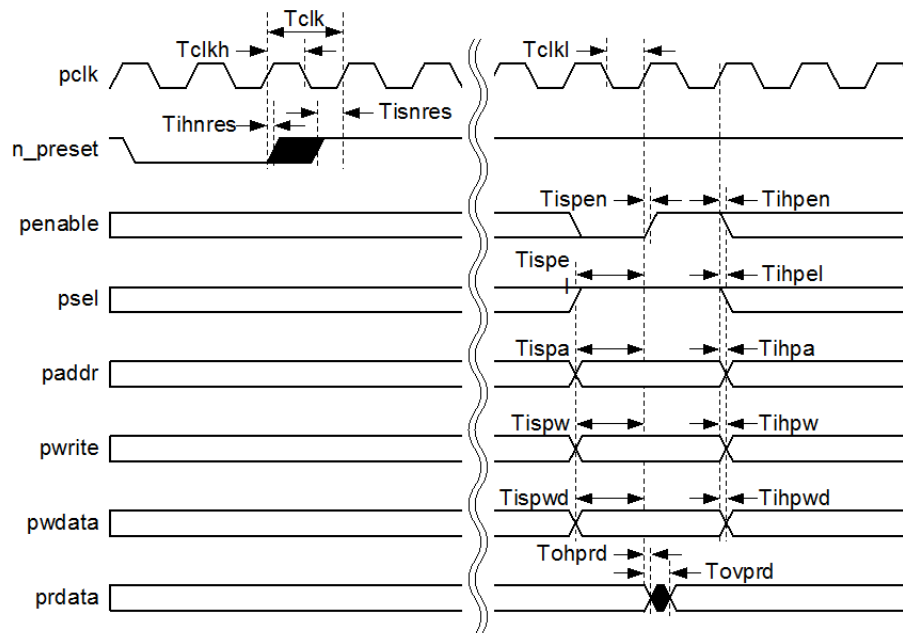 Tclk
Tclkh
Tclkl
pclk
Tihnres
Tisnres
n_preset
Tispen
Tihpen
penable
Tispe
l
Tihpel
psel
Tispa
Tihpa
paddr
Tispw
Tihpw
pwrite
Tispwd
Tihpwd
pwdata
Tohprd
Tovprd
prdata